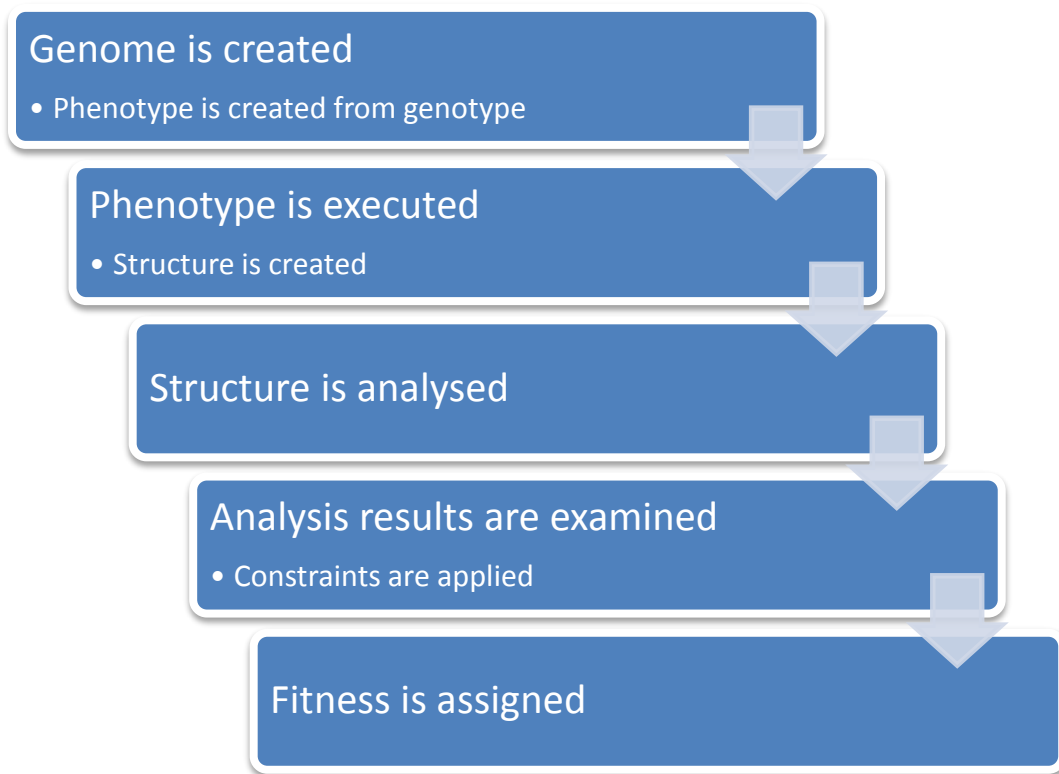 Genome is created
• Phenotype is created from genotype
Phenotype is executed
• Structure is created
Structure is analysed
Analysis results are examined
• Constraints are applied
Fitness is assigned